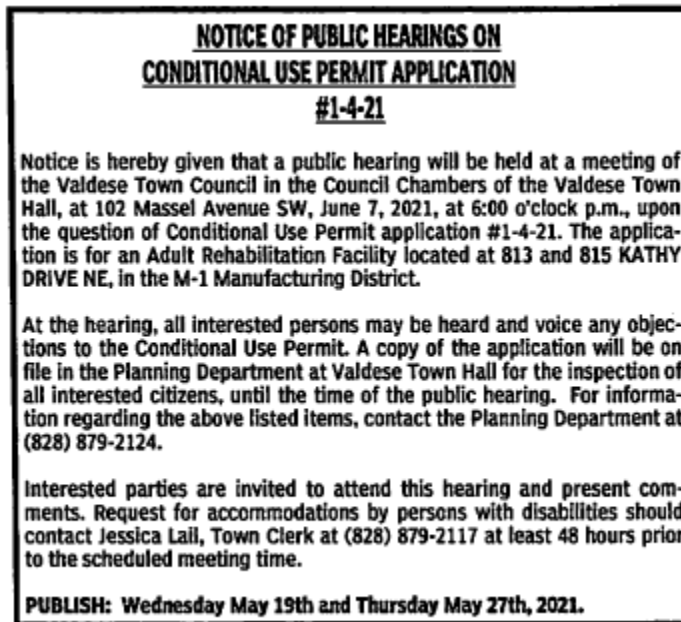 NOTICE OF PUBLIC HEARINGS ON
CONDITIONAL USE PERMIT APPLICATION
#1-4-21
Notice is hereby given that a public hearing will be held at a meeting of
the Valdese Town Council in the Council Chambers of the Valdese Town
Hall, at 102 Massel Avenue SW, June 7, 2021, at 6:00 o'clock p.m., upon
the question of Conditional Use Permit application #1-4-21. The applica-
tion is for an Adult Rehabilitation Facility located at 813 and 815 KATHY
DRIVE NE, in the M-1 Manufacturing District.
At the hearing, all interested persons may be heard and voice any objec-
tions to the Conditional Use Permit. A copy of the application will be on
file in the Planning Department at Valdese Town Hall for the inspection of
all interested citizens, until the time of the public hearing. For informa-
tion regarding the above listed items, contact the Planning Department at
(828) 879-2124.
Interested parties are invited to attend this hearing and present com-
ments. Request for accommodations by persons with disabilities should
contact Jessica Lail, Town Clerk at (828) 879-2117 at least 48 hours prior
to the scheduled meeting time.
PUBLISH: Wednesday May 19th and Thursday May 27th, 2021.